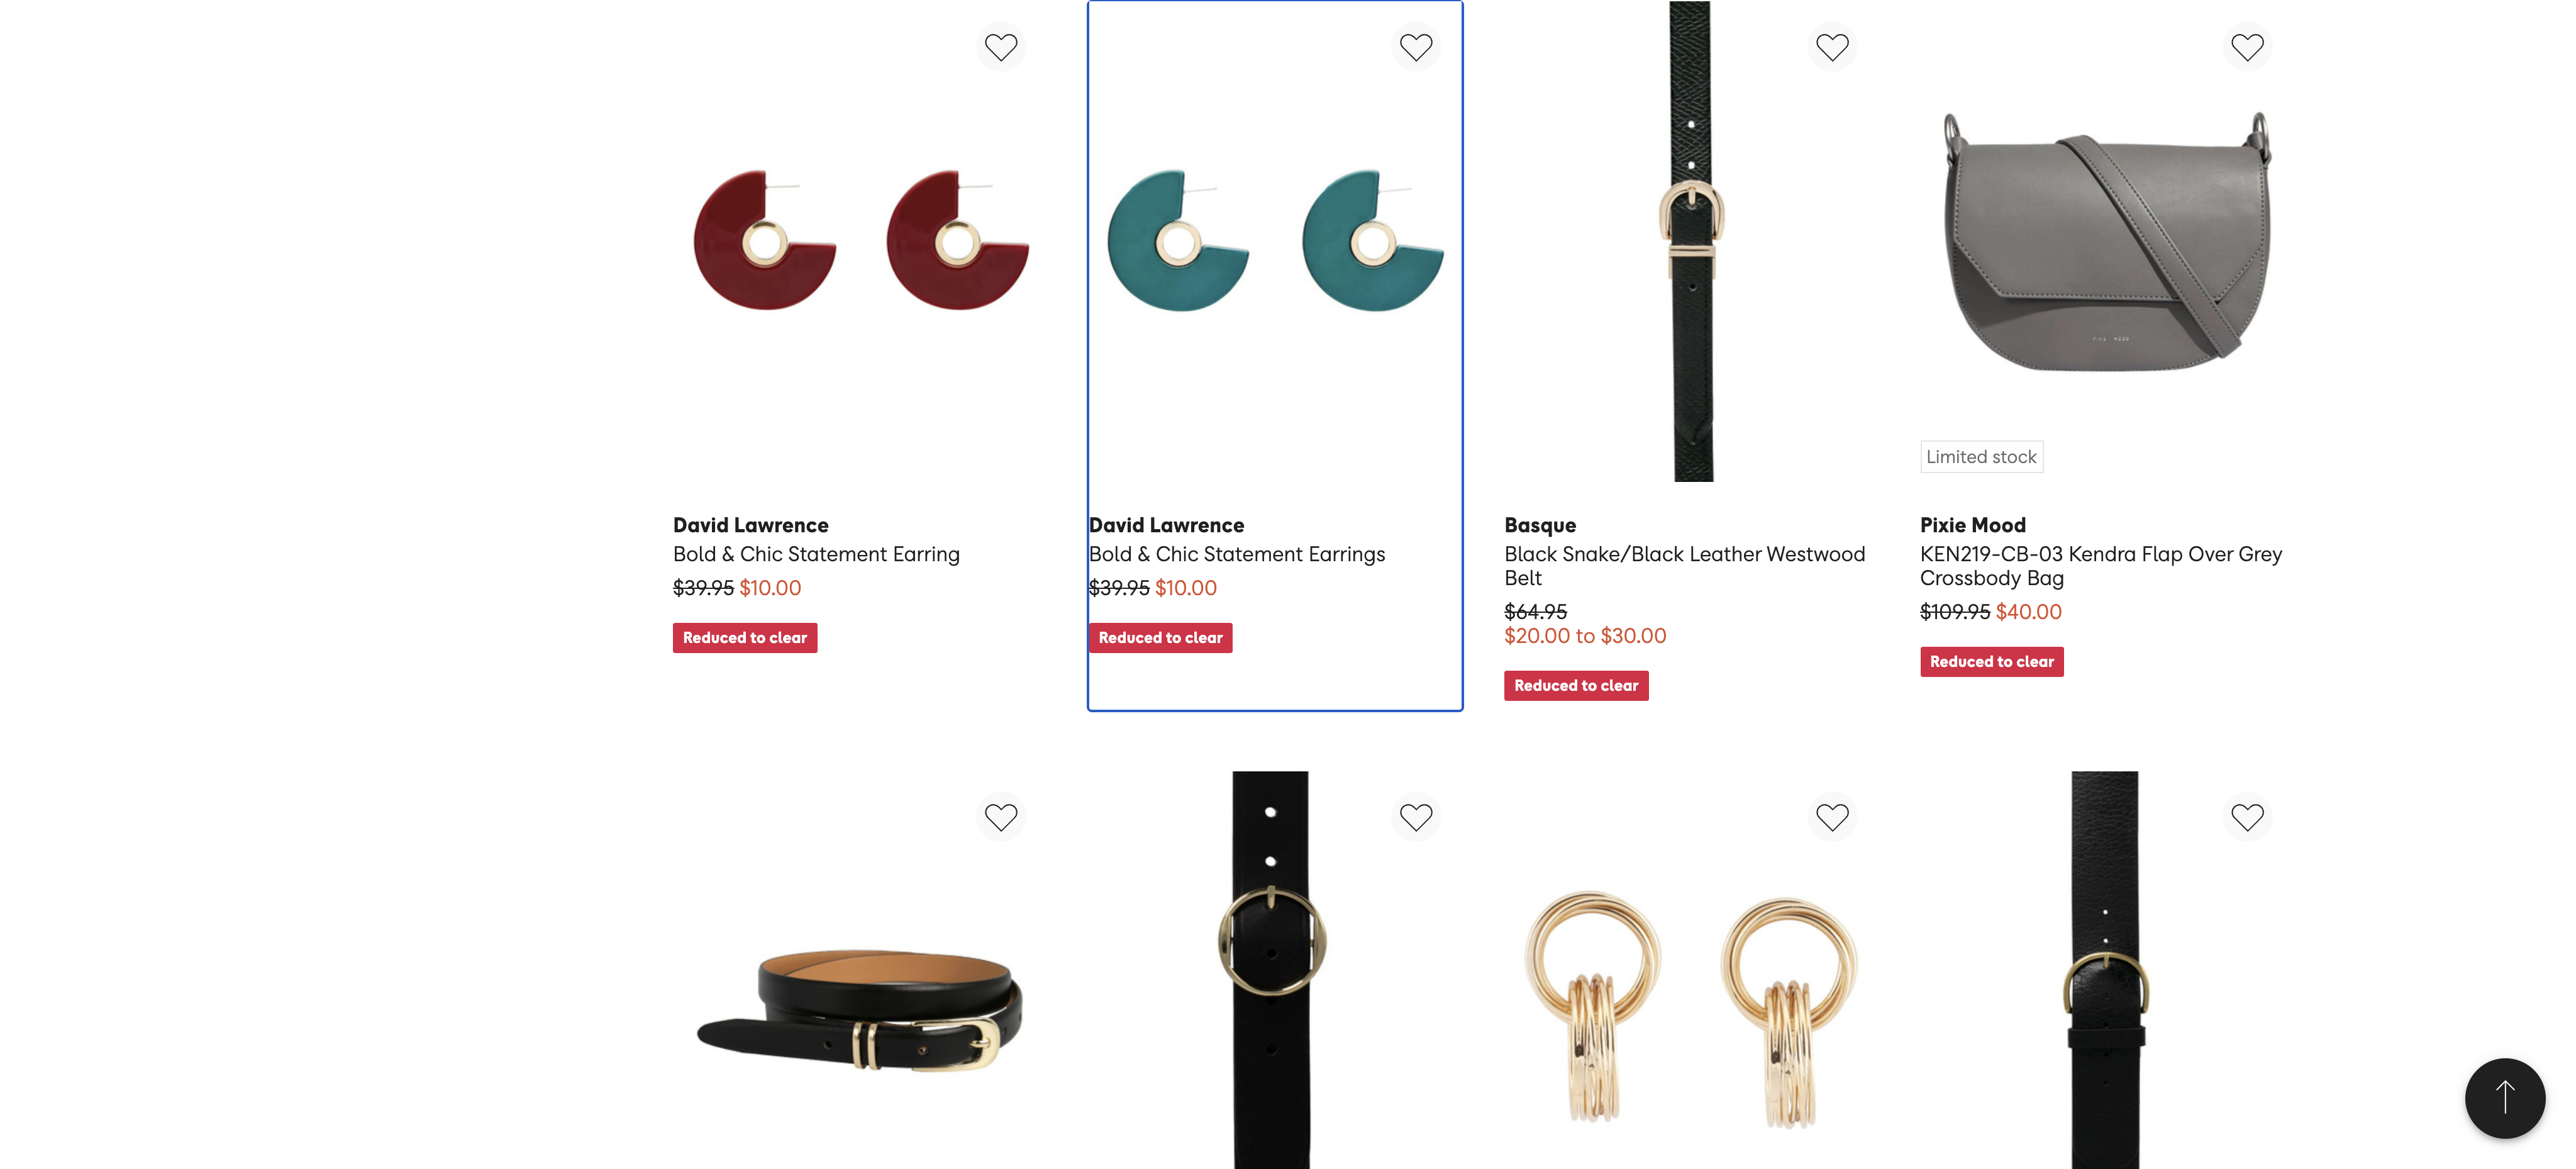 Limited stock
David Lawrence
Bold & Chic Statement Earring
$39.95 $10.00
Reduced to clear
David Lawrence
Bold & Chic Statement Earrings
$39.95 $10.00
Reduced to clear
Basque
Black Snake/Black Leather Westwood
Belt
$64.95
$20.00 to $30.00
Reduced to clear
Pixie Mood
KEN219-CB-03 Kendra Flap Over Grey
Crossbody Bag
$109.95 $40.00
Reduced to clear